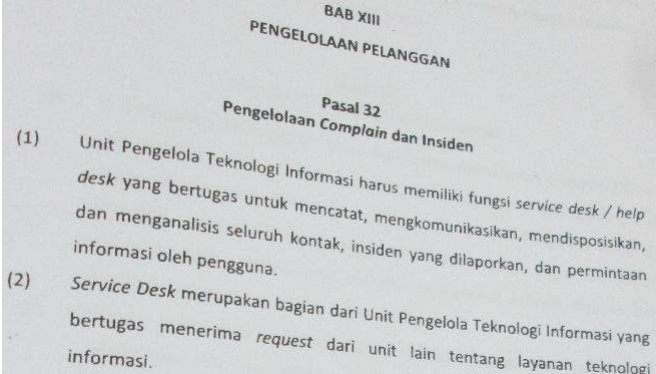 BAB XIII
PENGELOLAAN PELANGGAN
Pasal 32
Pengelolaan Complain dan Insiden
(1) Unit Pengelola Teknologi Informasi harus memiliki fungsi service desk / help
desk yang bertugas untuk mencatat, mengkomunikasikan, mendisposisikan,
dan menganalisis seluruh kontak, insiden yang dilaporkan, dan permintaan
informasi oleh pengguna.
(2) Service Desk merupakan bagian dari Unit Pengelola Teknologi Informasi yang
bertugas menerima request dari unit lain tentang layanan teknologi
informasi.